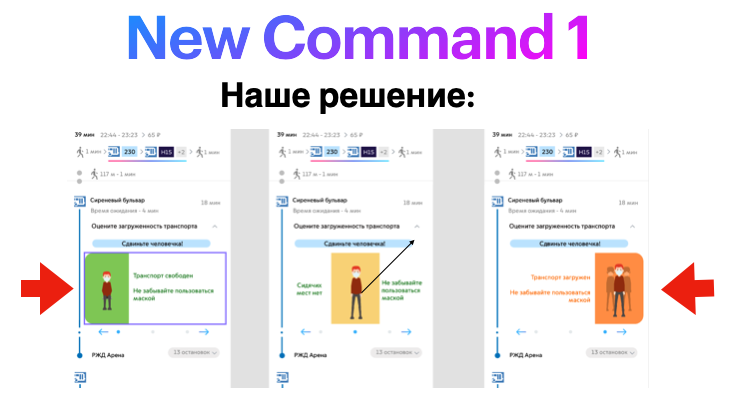 New Command 1
Наше решение:
39 мин 22:44 - 23:23 > 65 ₽
1 мин > 230 > Н15 +2 > 1 мин
117 м - 1 мин
Сиреневый бульвар 18 мин
Время ожидания - 4 мин
Оцените загруженность транспорта
Сдвиньте человечка!
Транспорт свободен
Не забывайте пользоваться
маской
РЖД Арена 13 остановок
39 мин 22:44 - 23:23 > 65 ₽
1 мин > 230 > Н15 +2 > 1 мин
117 м - 1 мин
Сиреневый бульвар 18 мин
Время ожидания - 4 мин
Оцените загруженность транспорта
Сдвиньте человечка!
Сидячих
мест нет
Не забывайте
пользоваться
маской
РЖД Арена 13 остановок
39 мин 22:44 - 23:23 > 65 ₽
1 мин > 230 > Н15 +2 > 1 мин
117 м - 1 мин
Сиреневый бульвар 18 мин
Время ожидания - 4 мин
Оцените загруженность транспорта
Сдвиньте человечка!
Транспорт загружен
Не забывайте пользоваться
маской
РЖД Арена 13 остановок